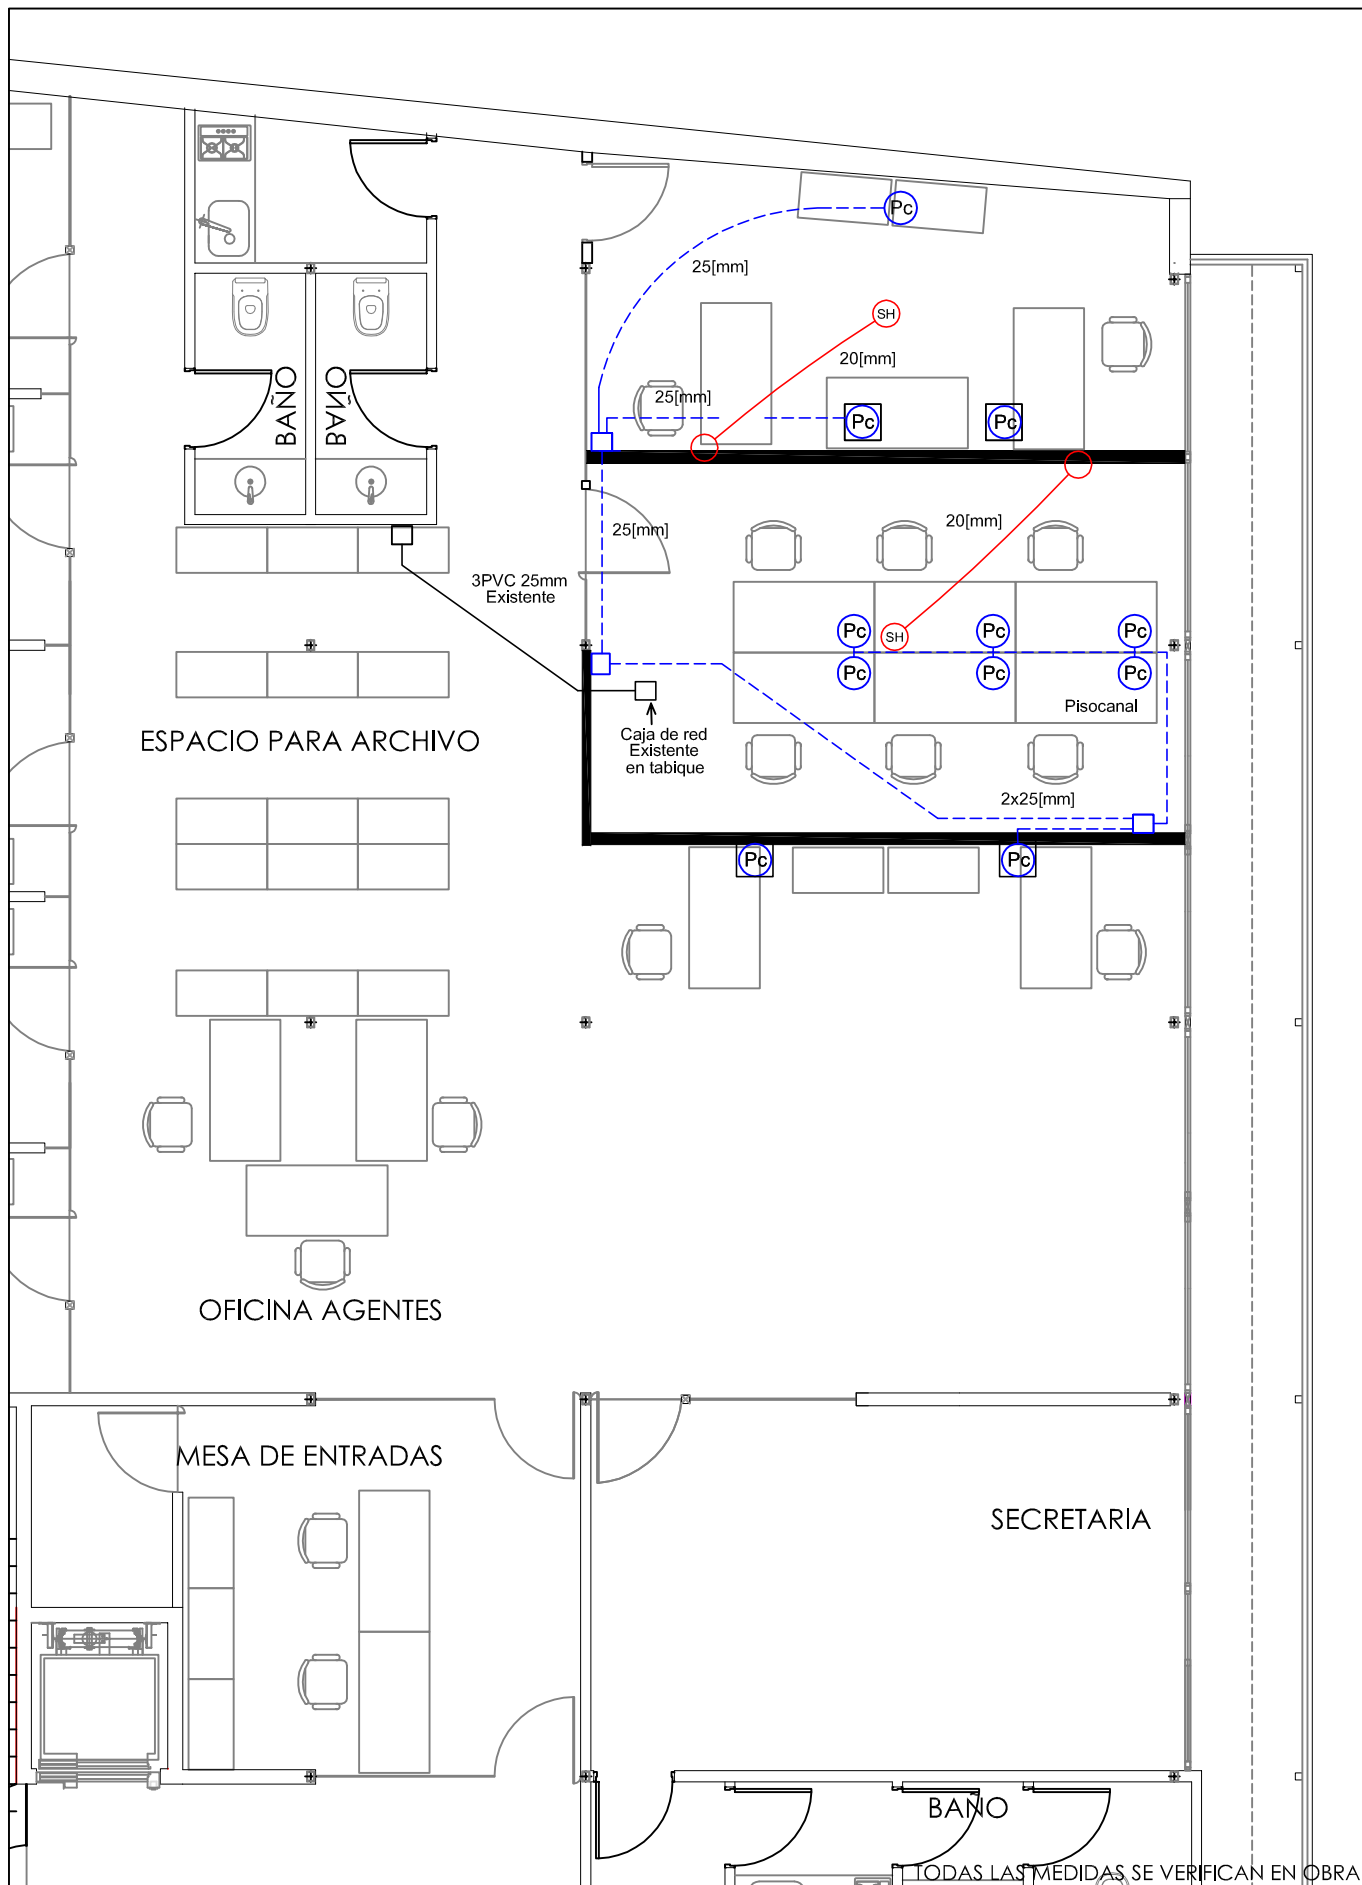 Pc
25[mm]
SH
20[mm]
25[mm]
Pc
Pc
BAÑO
BAÑO
20[mm]
25[mm]
3PVC 25mm
Existente
Pc
Pc
Pc
SH
Pc
Pc
Pc
Pisocanal
Caja de red
Existente
en tabique
ESPACIO PARA ARCHIVO
2x25[mm]
Pc
Pc
OFICINA AGENTES
MESA DE ENTRADAS
SECRETARÍA
BAÑO
TODAS LAS MEDIDAS SE VERIFICAN EN OBRA